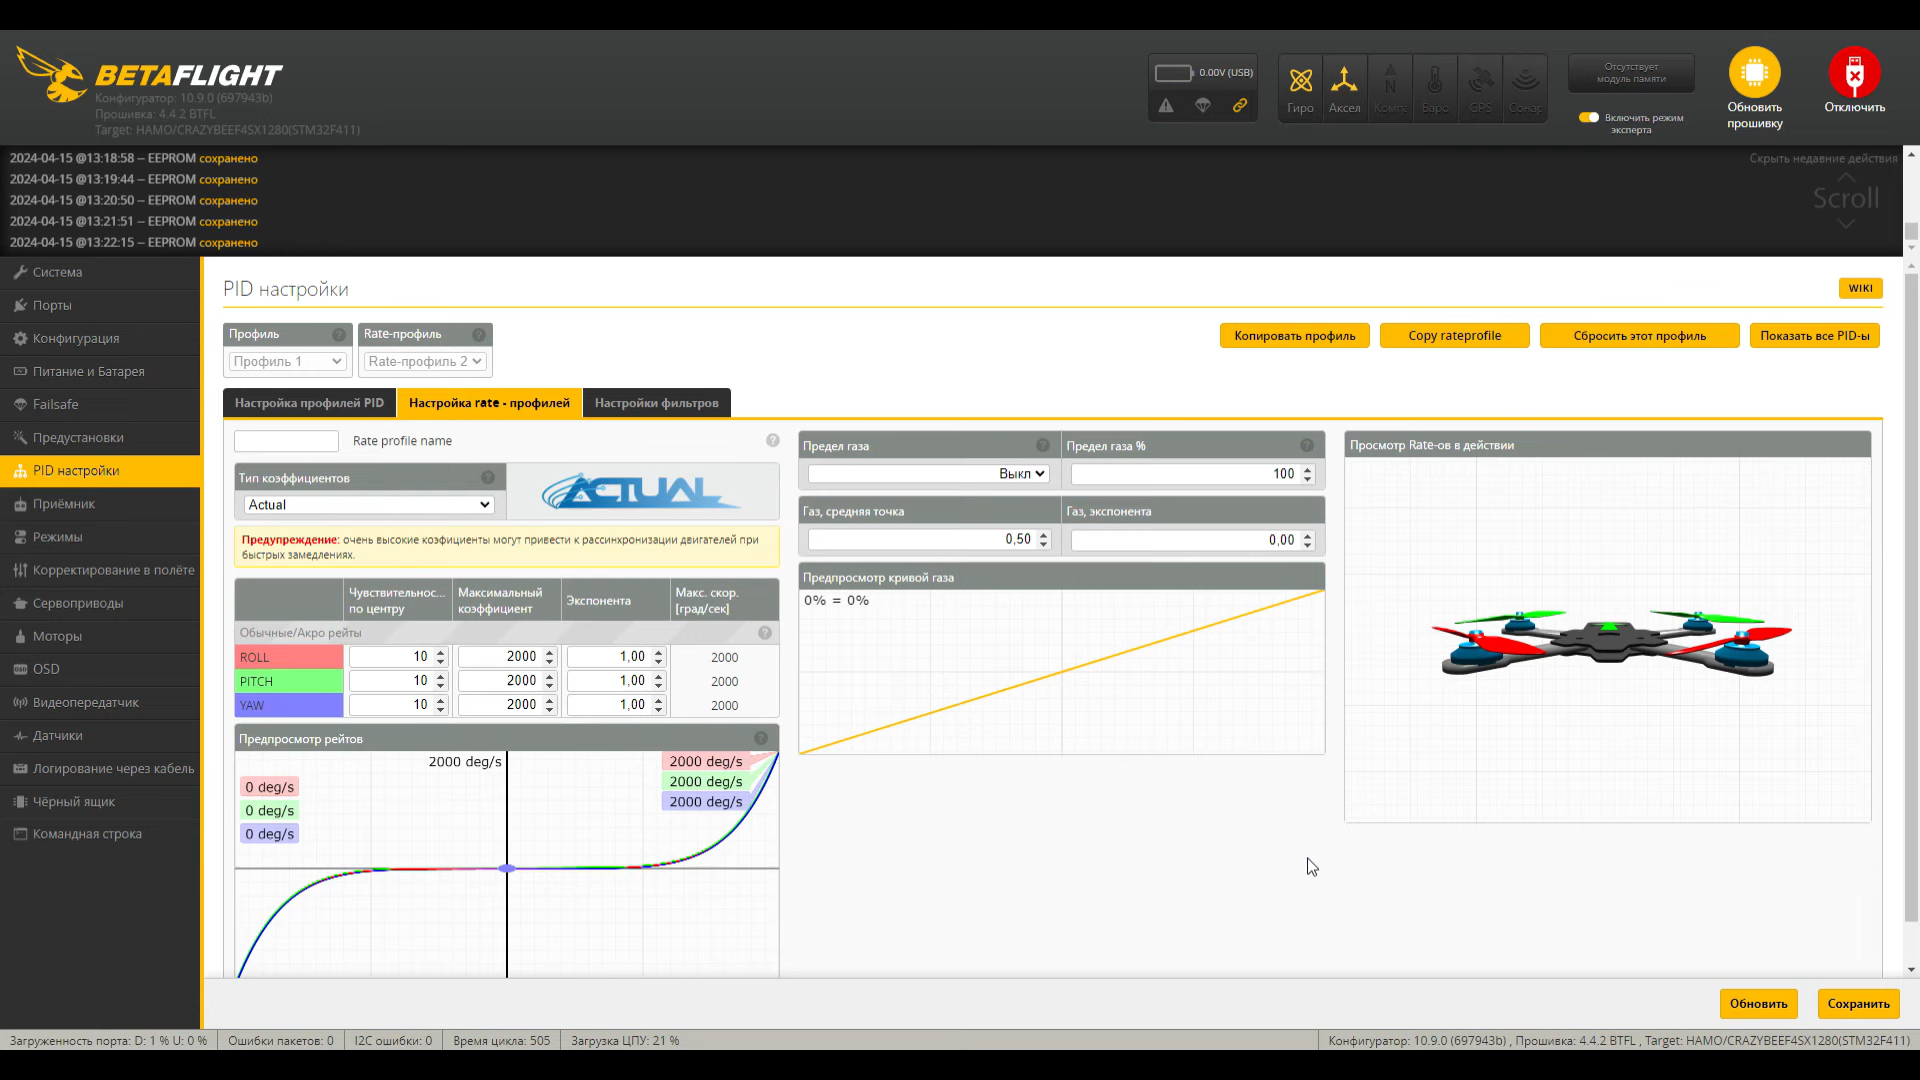 BETAFLIGHT
Конфигуратор: 10.9.0 (697943b)
Прошивка: 4.4.2 BTFL
Target: HAMO/CRAZYBEEF4SX1280(STM32F411)
0.00V (USB)
Гиро
Аксел
Комп
Баро
GPS
Сонар
Отсутствует
модуль памяти
Включить режим
эксперта
Обновить
прошивку
Отключить
2024-04-15 @13:18:58 -- EEPROM сохранено
2024-04-15 @13:19:44 -- EEPROM сохранено
2024-04-15 @13:20:50 -- EEPROM сохранено
2024-04-15 @13:21:51 -- EEPROM сохранено
2024-04-15 @13:22:15 -- EEPROM сохранено
Скрыть недавние действия
Scroll
Система
Порты
Конфигурация
Питание и Батарея
Failsafe
Предустановки
PID настройки
Приёмник
Режимы
Корректирование в полёте
Сервоприводы
Моторы
OSD
Видеопередатчик
Датчики
Логирование через кабель
Чёрный ящик
Командная строка
PID настройки
WIKI
Профиль
Профиль 1
Rate-профиль
Rate-профиль 2
Копировать профиль
Copy rateprofile
Сбросить этот профиль
Показать все PID-ы
Настройка профилей PID
Настройка rate - профилей
Настройки фильтров
Rate profile name
Тип коэффициентов
Actual
ACTUAL
Предупреждение: очень высокие коэфициенты могут привести к рассинхронизации двигателей при
быстрых замедлениях.
Чувствительнос...
по центру
Максимальный
коэффициент
Экспонента
Макс. скор.
[град/сек]
Обычные/Акро рейты
ROLL 10 2000 1,00 2000
PITCH 10 2000 1,00 2000
YAW 10 2000 1,00 2000
Предпросмотр рейтов
2000 deg/s
2000 deg/s
2000 deg/s
2000 deg/s
0 deg/s
0 deg/s
0 deg/s
Предел газа
Выкл
Предел газа %
100
Газ, средняя точка
0,50
Газ, экспонента
0,00
Предпросмотр кривой газа
0% = 0%
Просмотр Rate-ов в действии
Обновить
Сохранить
Загруженность порта: D: 1 % U: 0 %
Ошибки пакетов: 0
I2C ошибки: 0
Время цикла: 505
Загрузка ЦПУ: 21 %
Конфигуратор: 10.9.0 (697943b) , Прошивка: 4.4.2 BTFL , Target: HAMO/CRAZYBEEF4SX1280(STM32F411)